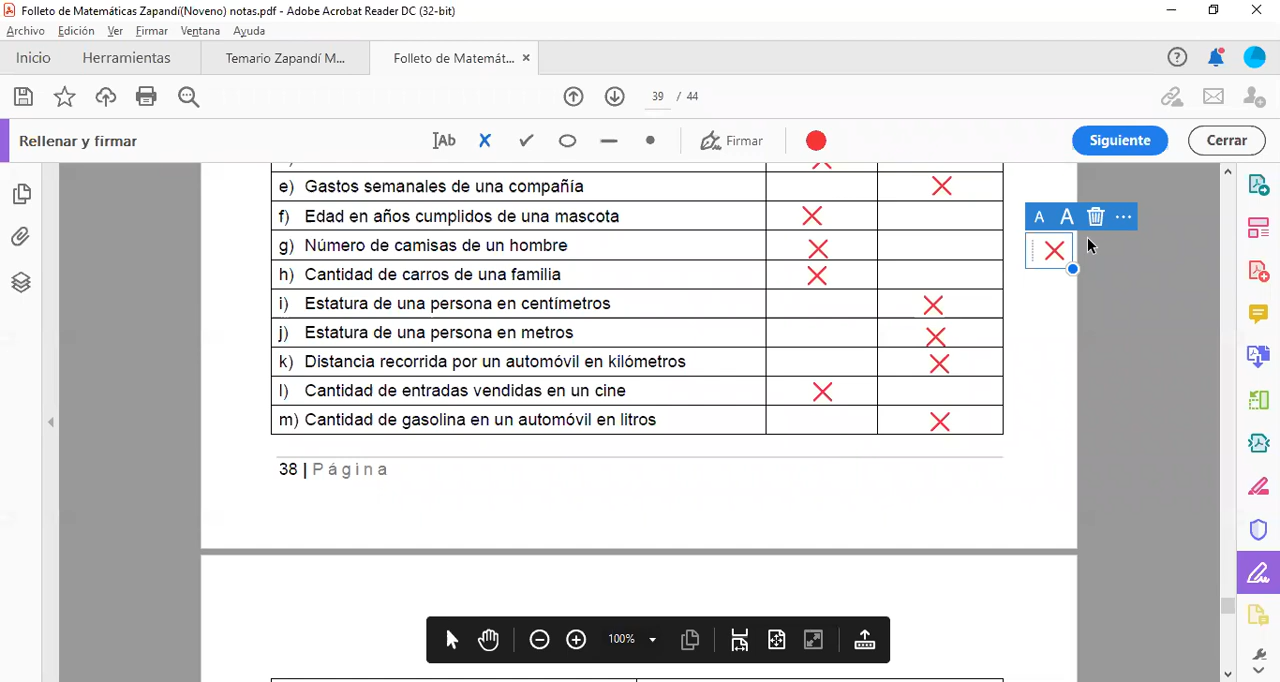 Folleto de Matemáticas Zapandí(Noveno) notas.pdf - Adobe Acrobat Reader DC (32-bit)
Archivo Edición Ver Firmar Ventana Ayuda
Inicio Herramientas Temario Zapandí M... Folleto de Matemát... ×
39 / 44
Rellenar y firmar Ab Firmar Siguiente Cerrar
e) Gastos semanales de una compañía
f) Edad en años cumplidos de una mascota
A A ...
g) Número de camisas de un hombre
h) Cantidad de carros de una familia
i) Estatura de una persona en centímetros
j) Estatura de una persona en metros
k) Distancia recorrida por un automóvil en kilómetros
l) Cantidad de entradas vendidas en un cine
m) Cantidad de gasolina en un automóvil en litros
38 | Página
100%